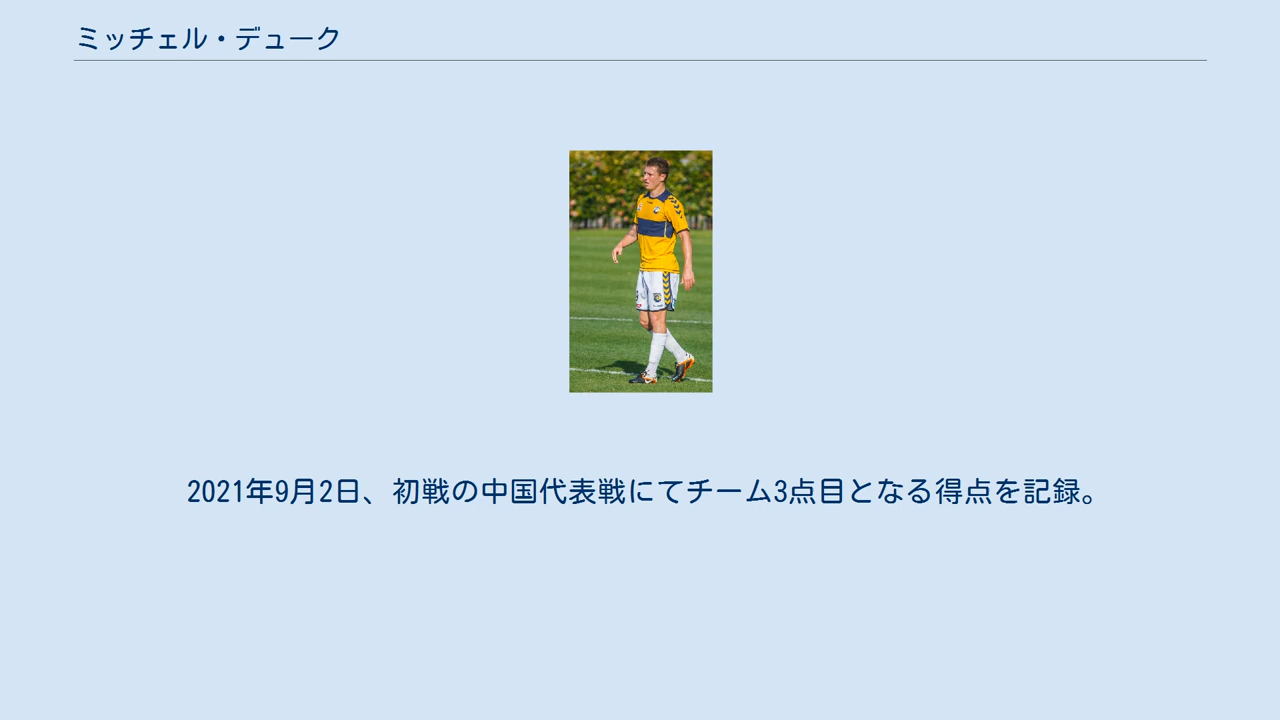 ミッチェル・デューク
2021年9月2日、初戦の中国代表戦にてチーム3点目となる得点を記録。